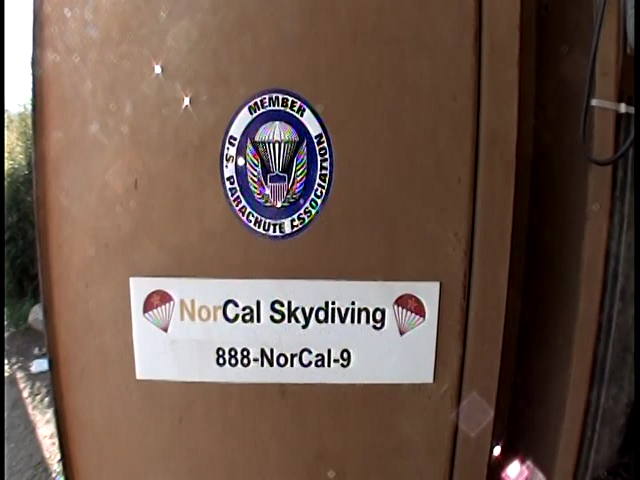 MEMBER
U.S. PARACHUTE ASSOCIATION
NorCal Skydiving
888-NorCal-9